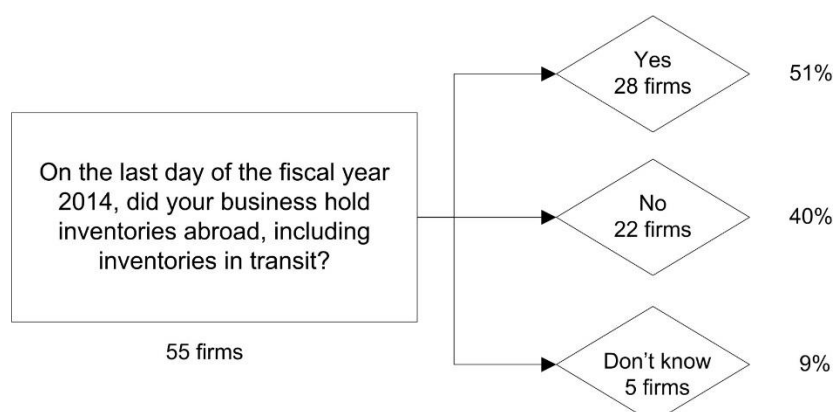 On the last day of the fiscal year
2014, did your business hold
inventories abroad, including
inventories in transit?
55 firms
Yes
28 firms
51%
No
22 firms
40%
Don't know
5 firms
9%